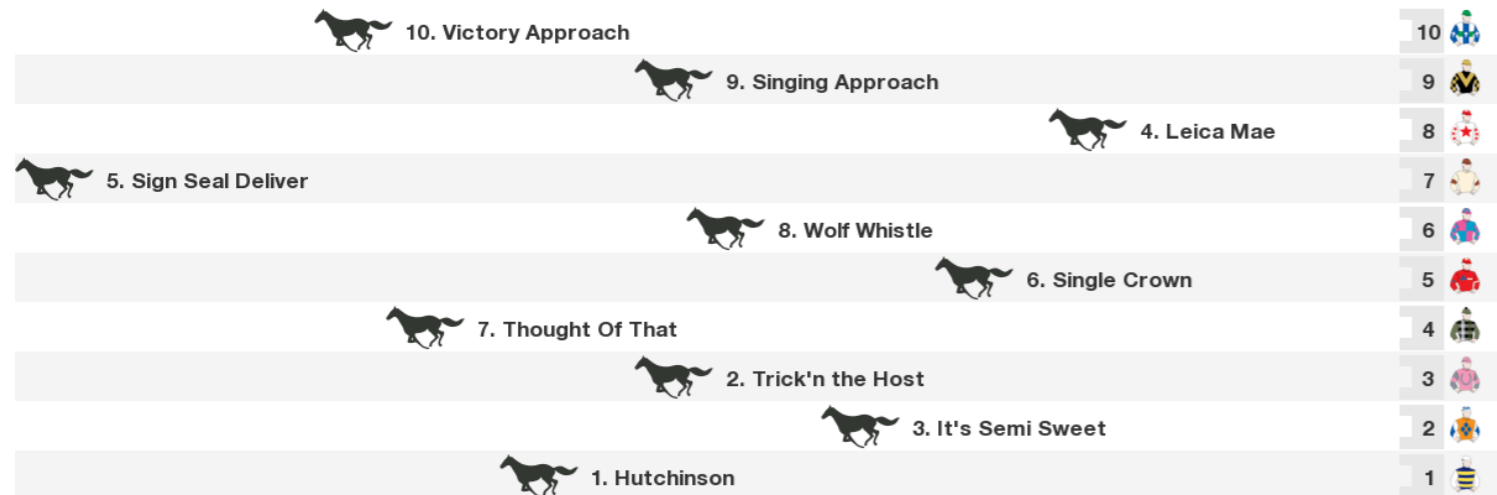 10. Victory Approach 10
9. Singing Approach 9
4. Leica Mae 8
5. Sign Seal Deliver 7
8. Wolf Whistle 6
6. Single Crown 5
7. Thought Of That 4
2. Trick'n the Host 3
3. It's Semi Sweet 2
1. Hutchinson 1